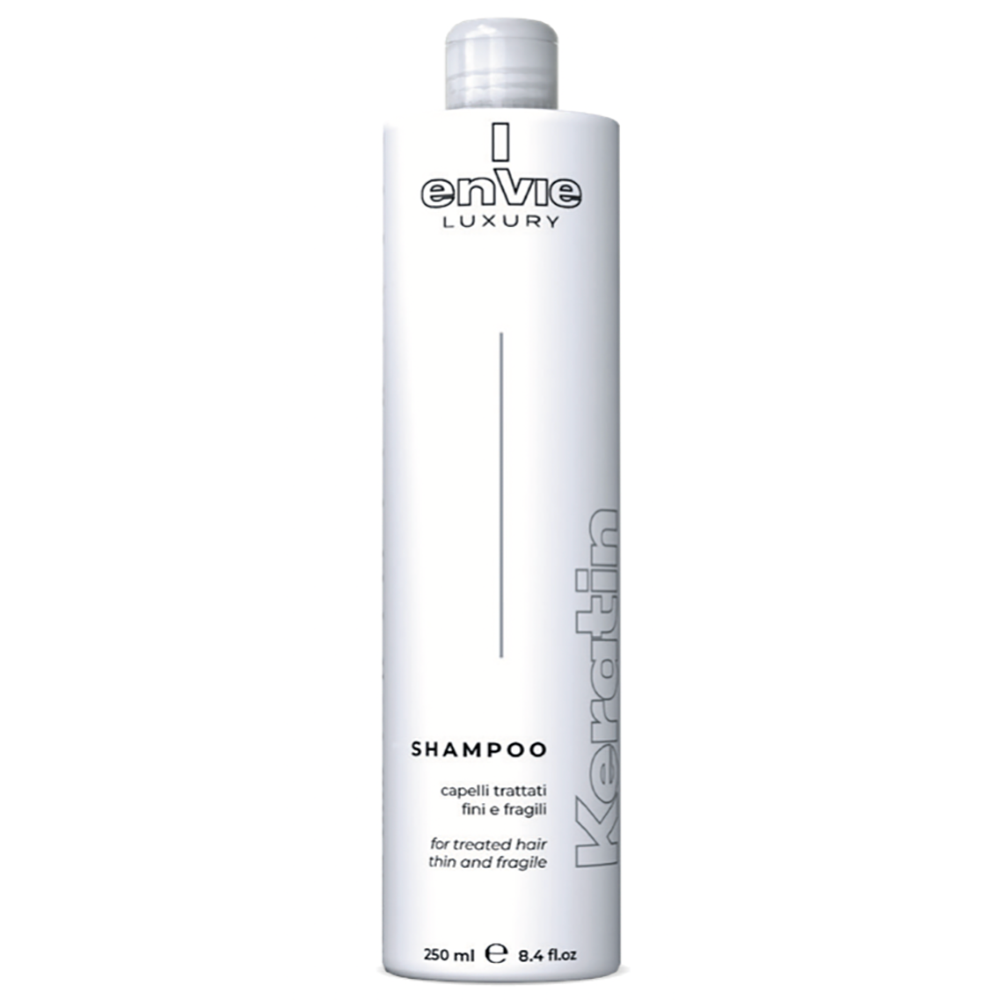 I
enVie
LUXURY
SHAMPOO
capelli trattati
fini e fragili
for treated hair
thin and fragile
250 ml e 8.4 fl.oz
Keratin